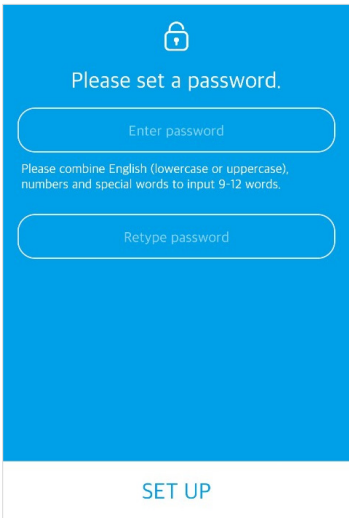 Please set a password.
Enter password
Please combine English (lowercase or uppercase),
numbers and special words to input 9-12 words.
Retype password
SET UP